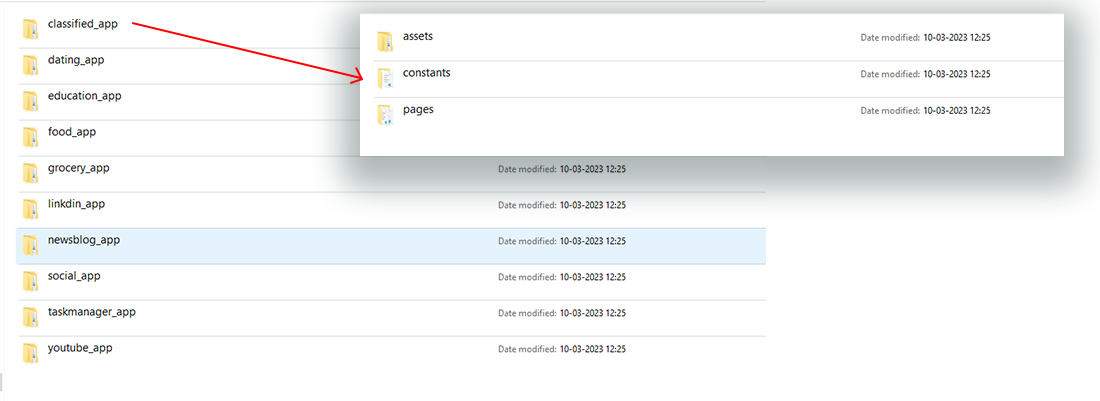 classified_app
assets
Date modified: 10-03-2023 12:25
constants
Date modified: 10-03-2023 12:25
pages
Date modified: 10-03-2023 12:25
dating_app
education_app
food_app
grocery_app
Date modified: 10-03-2023 12:25
linkdin_app
Date modified: 10-03-2023 12:25
newsblog_app
Date modified: 10-03-2023 12:25
social_app
Date modified: 10-03-2023 12:25
taskmanager_app
Date modified: 10-03-2023 12:25
youtube_app
Date modified: 10-03-2023 12:25